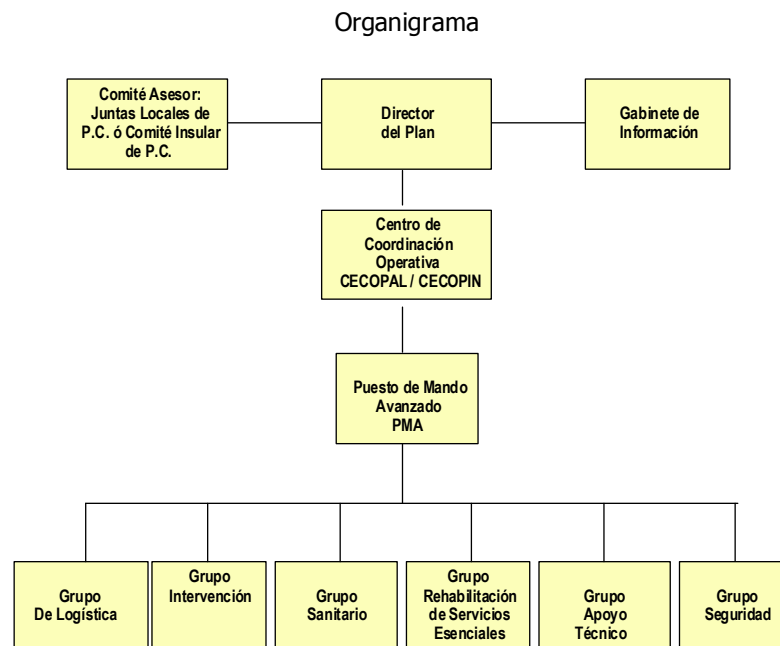 Organigrama
Comité Asesor:
Juntas Locales de
P.C. ó Comité Insular
de P.C.
Director
del Plan
Gabinete de
Información
Centro de
Coordinación
Operativa
CECOPAL / CECOPIN
Puesto de Mando
Avanzado
PMA
Grupo
De Logística
Grupo
Intervención
Grupo
Sanitario
Grupo
Rehabilitación
de Servicios
Esenciales
Grupo
Apoyo
Técnico
Grupo
Seguridad